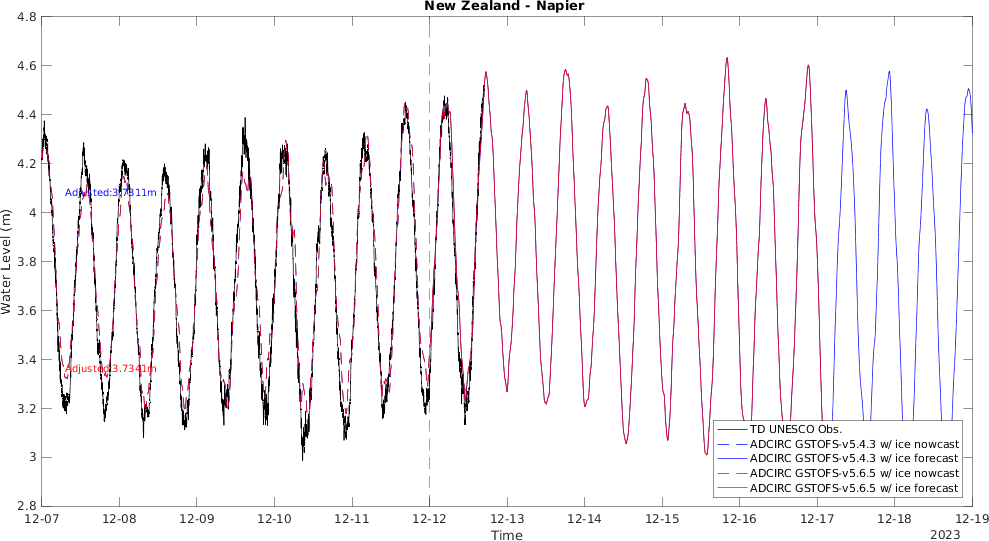 New Zealand - Napier
4.8
4.6
4.4
4.2
4
3.8
3.6
3.4
3.2
3
2.8
Water Level (m)
Adjusted:3.7311m
Adjusted:3.7341m
TD UNESCO Obs.
ADCIRC GSTOFS-v5.4.3 w/ ice nowcast
ADCIRC GSTOFS-v5.4.3 w/ ice forecast
ADCIRC GSTOFS-v5.6.5 w/ ice nowcast
ADCIRC GSTOFS-v5.6.5 w/ ice forecast
12-07 12-08 12-09 12-10 12-11 12-12 12-13 12-14 12-15 12-16 12-17 12-18 12-19
Time
2023